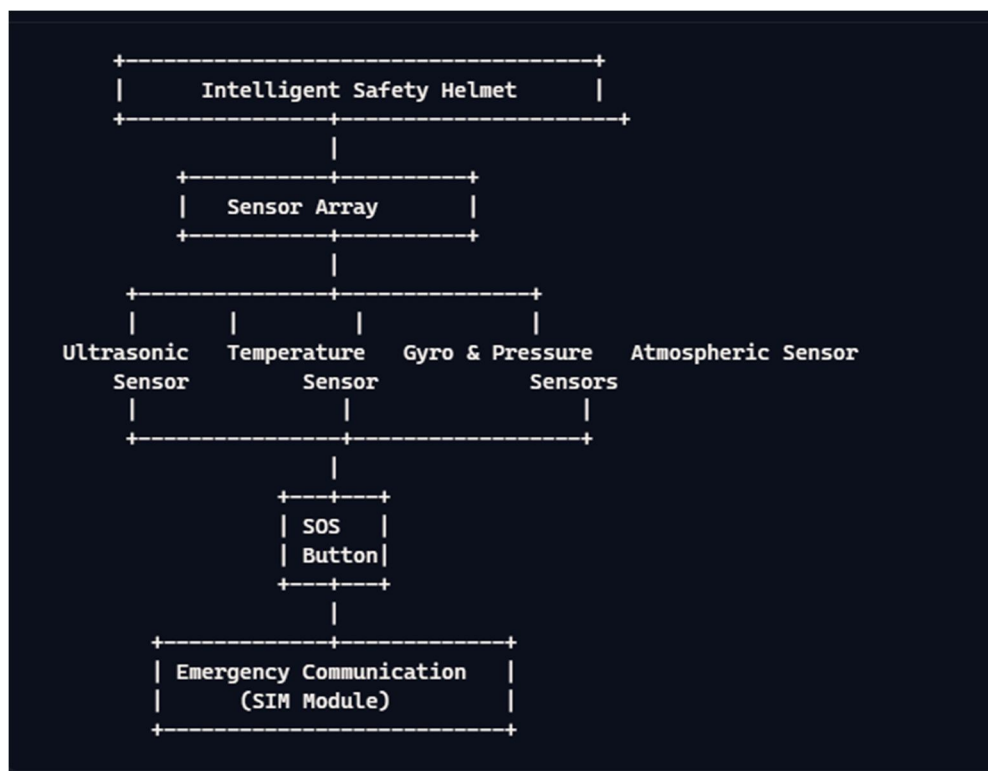 Intelligent Safety Helmet
Sensor Array
Ultrasonic Temperature Gyro & Pressure Atmospheric Sensor
Sensor Sensor Sensors
SOS
Button
Emergency Communication
(SIM Module)